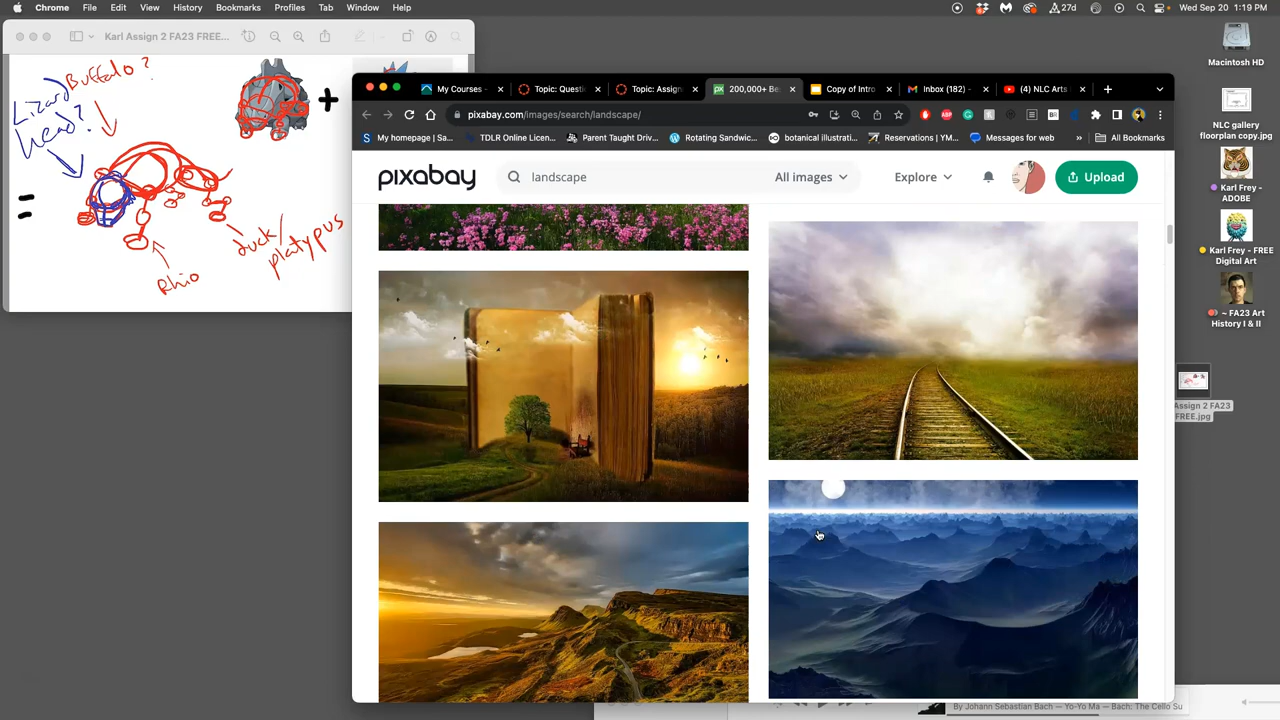 Chrome File Edit View History Bookmarks Profiles Tab Window Help
27d Wed Sep 20 1:19 PM
Karl Assign 2 FA23 FREE...
Buffalo?
Lizard
head?
+
=
duck/
platypus
Rhio
My Courses -
Topic: Questi
Topic: Assign
200,000+ Be
Copy of Intro
Inbox (182) -
(4) NLC Arts
pixabay.com/images/search/landscape/
My homepage | Sa...
TDLR Online Licen...
Parent Taught Driv...
Rotating Sandwic...
botanical illustrati...
Reservations [ YM...
Messages for web
»
All Bookmarks
pixabay
landscape
All images
Explore
Upload
Macintosh HD
NLC gallery
floorplan copy.jpg
Karl Frey -
ADOBE
Karl Frey - FREE
Digital Art
~ FA23 Art
History I & II
Assign 2 FA23
FREE.jpg
By Johann Sebastian Bach — Yo-Yo Ma — Bach: The Cello Su